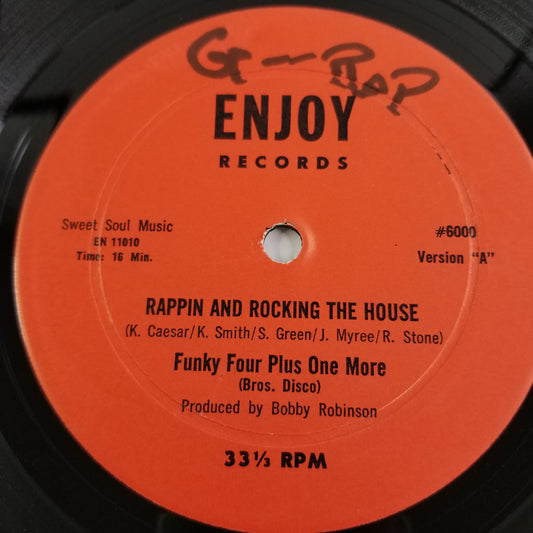 G-RAP
ENJOY
RECORDS
Sweet Soul Music
EN 11010
Time: 16 Min.
#6000
Version "A"
RAPPIN AND ROCKING THE HOUSE
(K. Caesar/K. Smith/S. Green/J. Myree/R. Stone)
Funky Four Plus One More
(Bros. Disco)
Produced by Bobby Robinson
33⅓ RPM